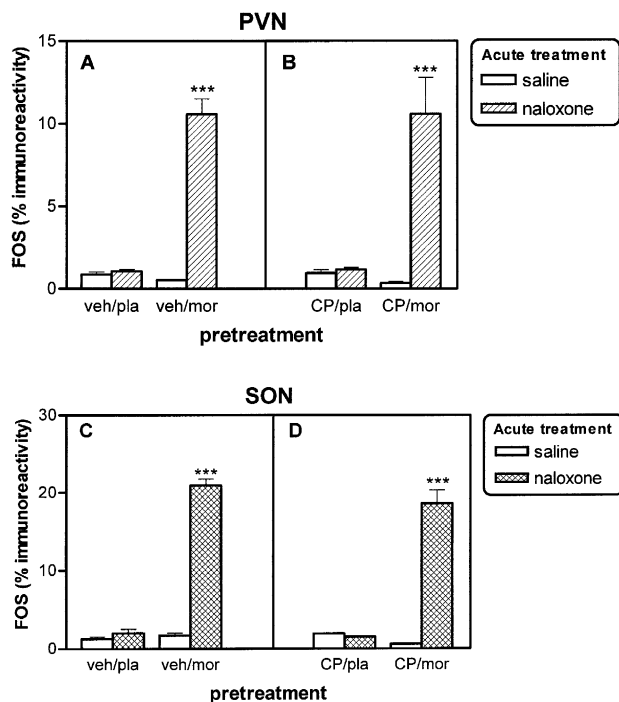 PVN
FOS (% immunoreactivity)
15
10
5
0
A
***
B
***
veh/pla veh/mor CP/pla CP/mor
pretreatment
Acute treatment
saline
naloxone
SON
FOS (% immunoreactivity)
30
20
10
0
C
***
D
***
veh/pla veh/mor CP/pla CP/mor
pretreatment
Acute treatment
saline
naloxone